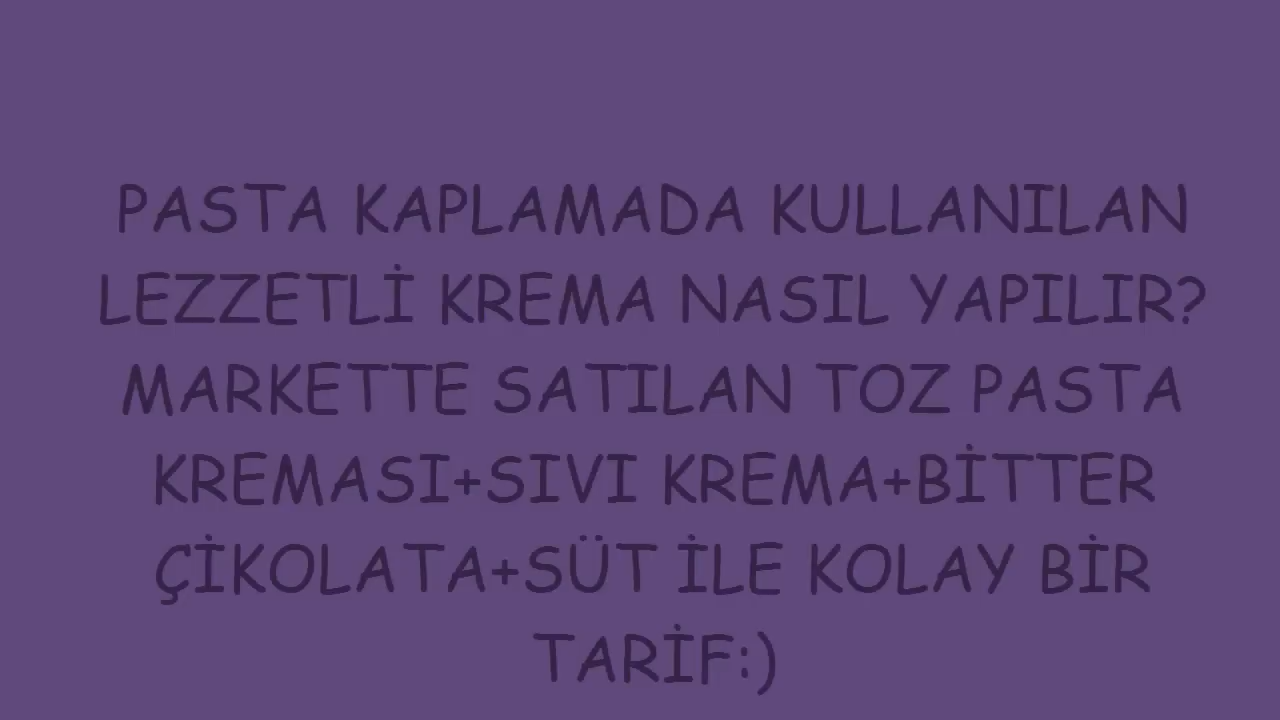 PASTA KAPLAMADA KULLANILAN
LEZZETLİ KREMA NASIL YAPILIR?
MARKETTE SATILAN TOZ PASTA
KREMASI+SIVI KREMA+BİTTER
ÇİKOLATA+SÜT İLE KOLAY BİR
TARİF:)